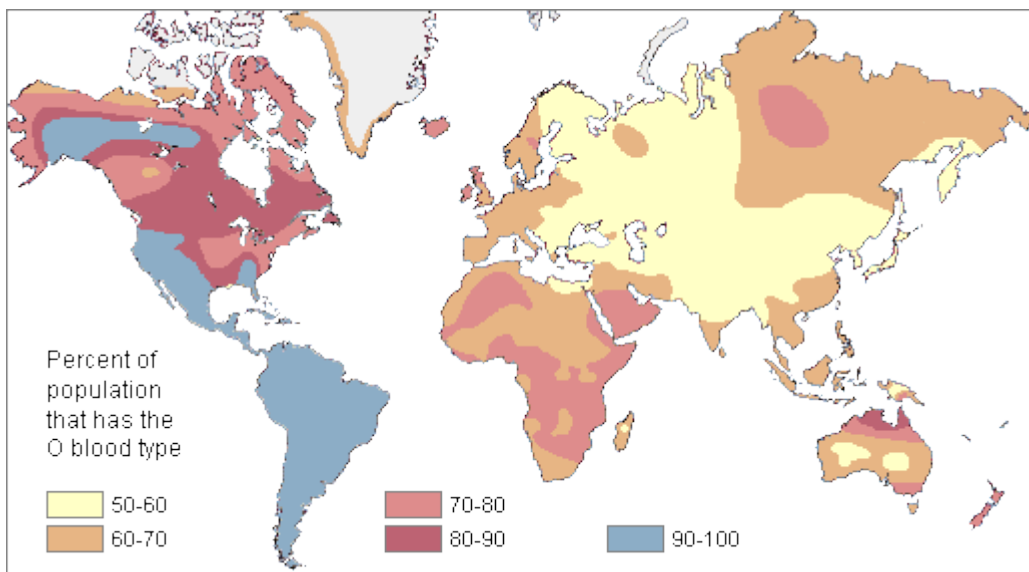 Percent of
population
that has the
O blood type
50-60
60-70
70-80
80-90
90-100